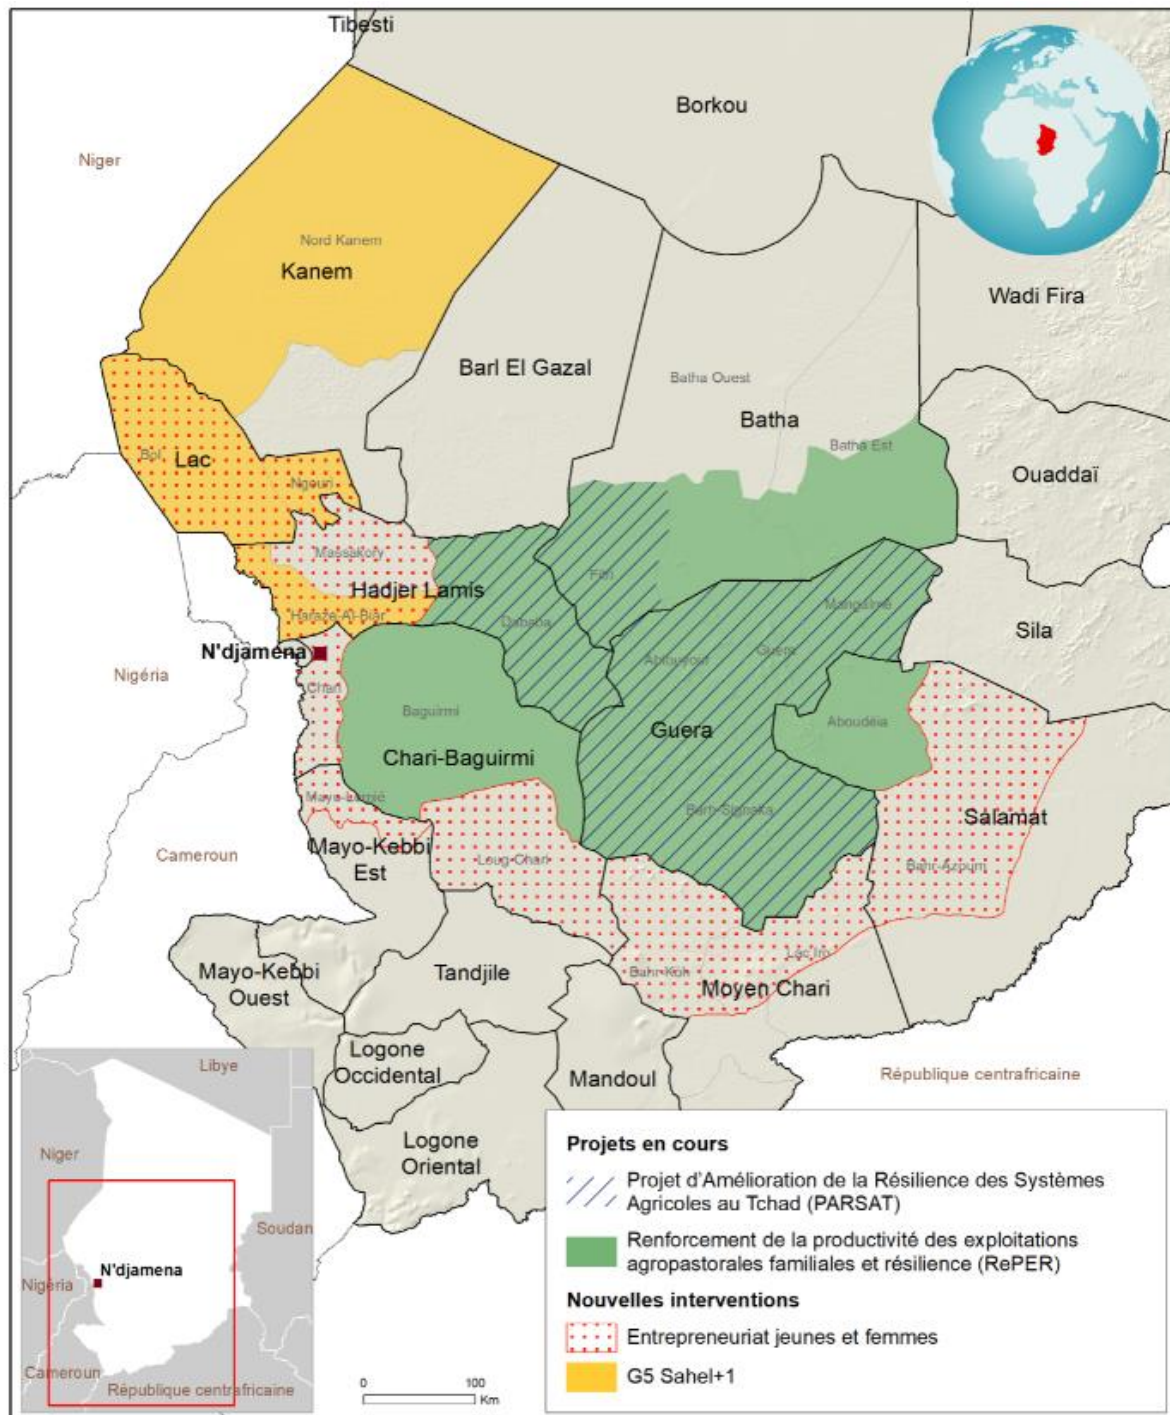 Tibesti
Borkou
Niger
Nord Kanem
Kanem
Wadi Fira
Barl El Gazal
Batha Ouest
Batha
Batha Est
Bol
Lac
Ngouri
Ouaddaï
Massakory
Hadjer Lamis
Fitri
Haraze-Al-Biar
Dababa
Mangalmé
Sila
N'djamena
Guera
Abtouyour
Nigéria
Chari
Baguirmi
Guera
Aboudéia
Chari-Baguirmi
Mayo-Lemié
Barh-Signaka
Salamat
Mayo-Kebbi
Est
Cameroun
Loug-Chari
Bahr-Azoum
Lac Iro
Bahr-Koh
Moyen Chari
Mayo-Kebbi
Ouest
Tandjile
Logone
Occidental
Mandoul
République centrafricaine
Logone
Oriental
Libye
Niger
Soudan
N'djamena
Nigéria
Cameroun
République centrafricaine
0 100
Km
Projets en cours
Projet d'Amélioration de la Résilience des Systèmes
Agricoles au Tchad (PARSAT)
Renforcement de la productivité des exploitations
agropastorales familiales et résilience (RePER)
Nouvelles interventions
Entrepreneuriat jeunes et femmes
G5 Sahel+1